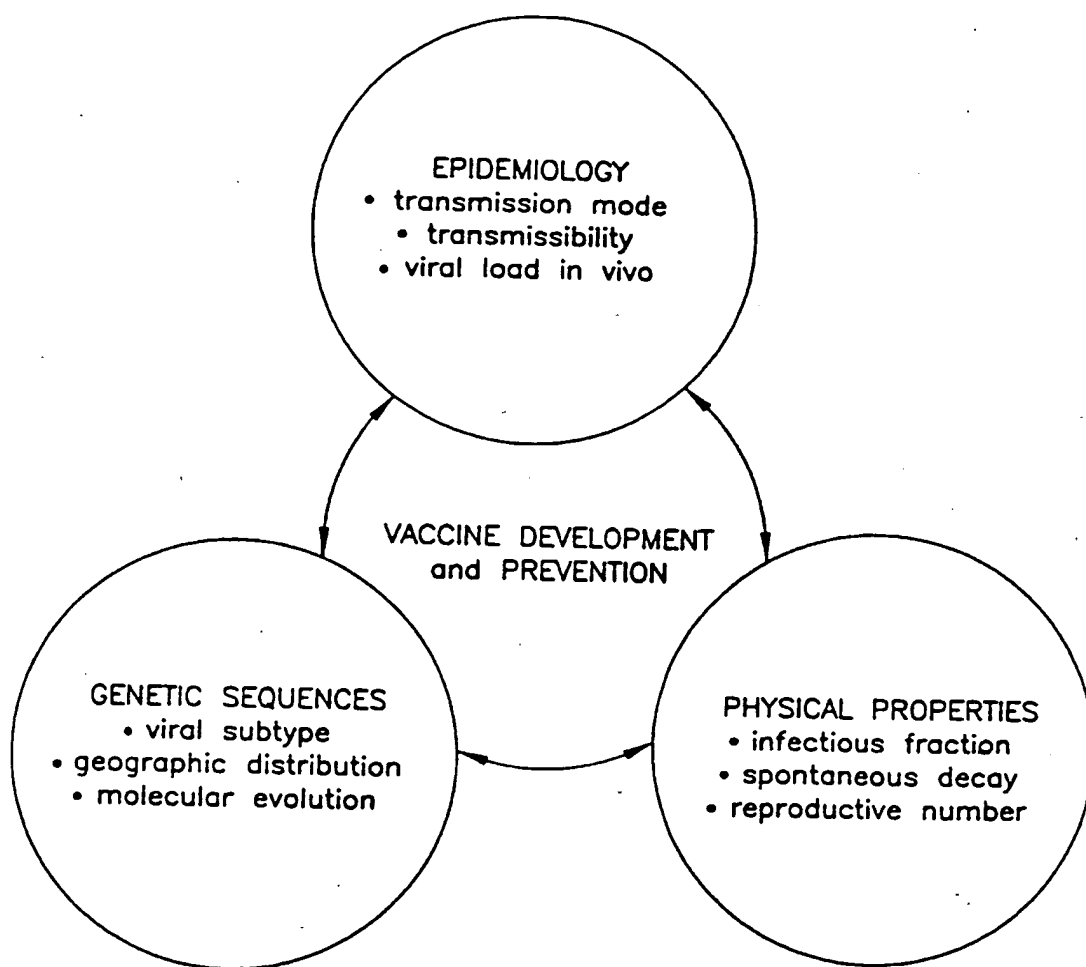 EPIDEMIOLOGY
• transmission mode
• transmissibility
• viral load in vivo
VACCINE DEVELOPMENT
and PREVENTION
GENETIC SEQUENCES
• viral subtype
• geographic distribution
• molecular evolution
PHYSICAL PROPERTIES
• infectious fraction
• spontaneous decay
• reproductive number